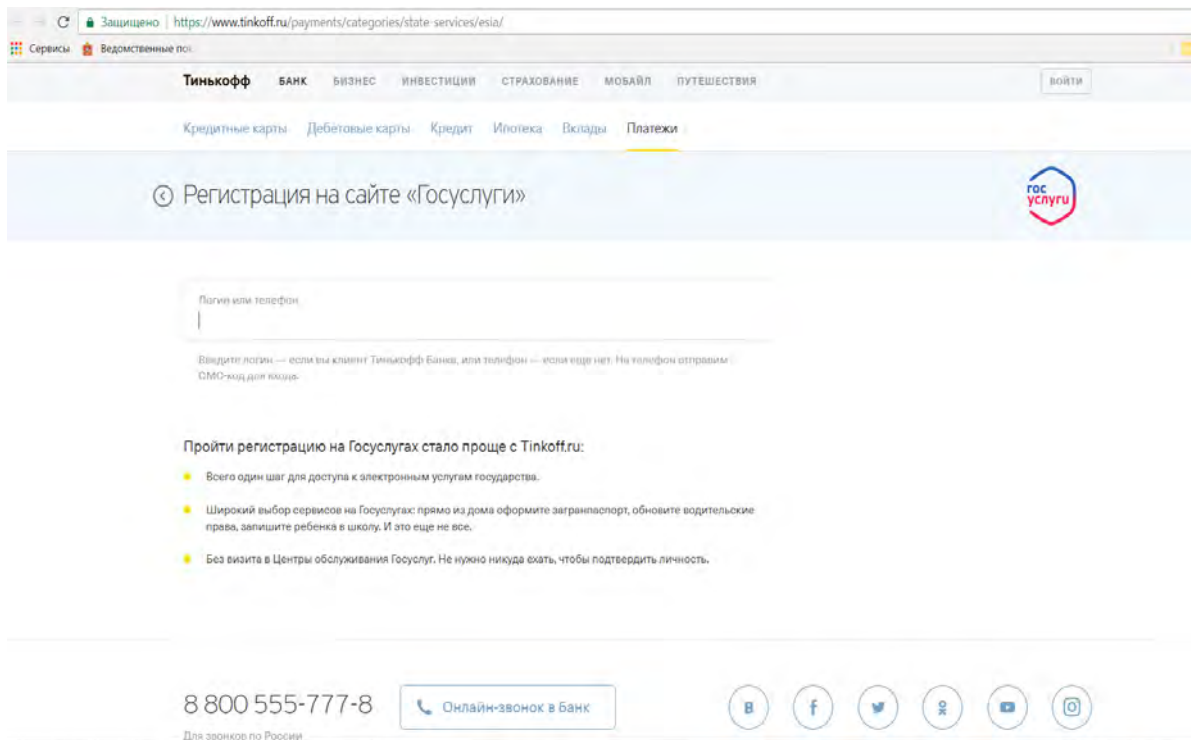 Защищено https://www.tinkoff.ru/payments/categories/state-services/esia/
Сервисы Ведомственные
Тинькофф БАНК БИЗНЕС ИНВЕСТИЦИИ СТРАХОВАНИЕ МОБАЙЛ ПУТЕШЕСТВИЯ ВОЙТИ
Кредитные карты Дебетовые карты Кредит Ипотека Вклады Платежи
Регистрация на сайте «Госуслуги»
гос
услуги
Логин или телефон
Введите логин — если вы клиент Тинькофф Банка, или телефон — если еще нет. На телефон отправим
СМС-код для входа.
Пройти регистрацию на Госуслугах стало проще с Tinkoff.ru:
Всего один шаг для доступа к электронным услугам государства.
Широкий выбор сервисов на Госуслугах: прямо из дома оформите загранпаспорт, обновите водительские
права, запишите ребенка в школу. И это еще не все.
Без визита в Центры обслуживания Госуслуг. Не нужно никуда ехать, чтобы подтвердить личность.
8 800 555-777-8 Онлайн-звонок в Банк
Для звонков по России